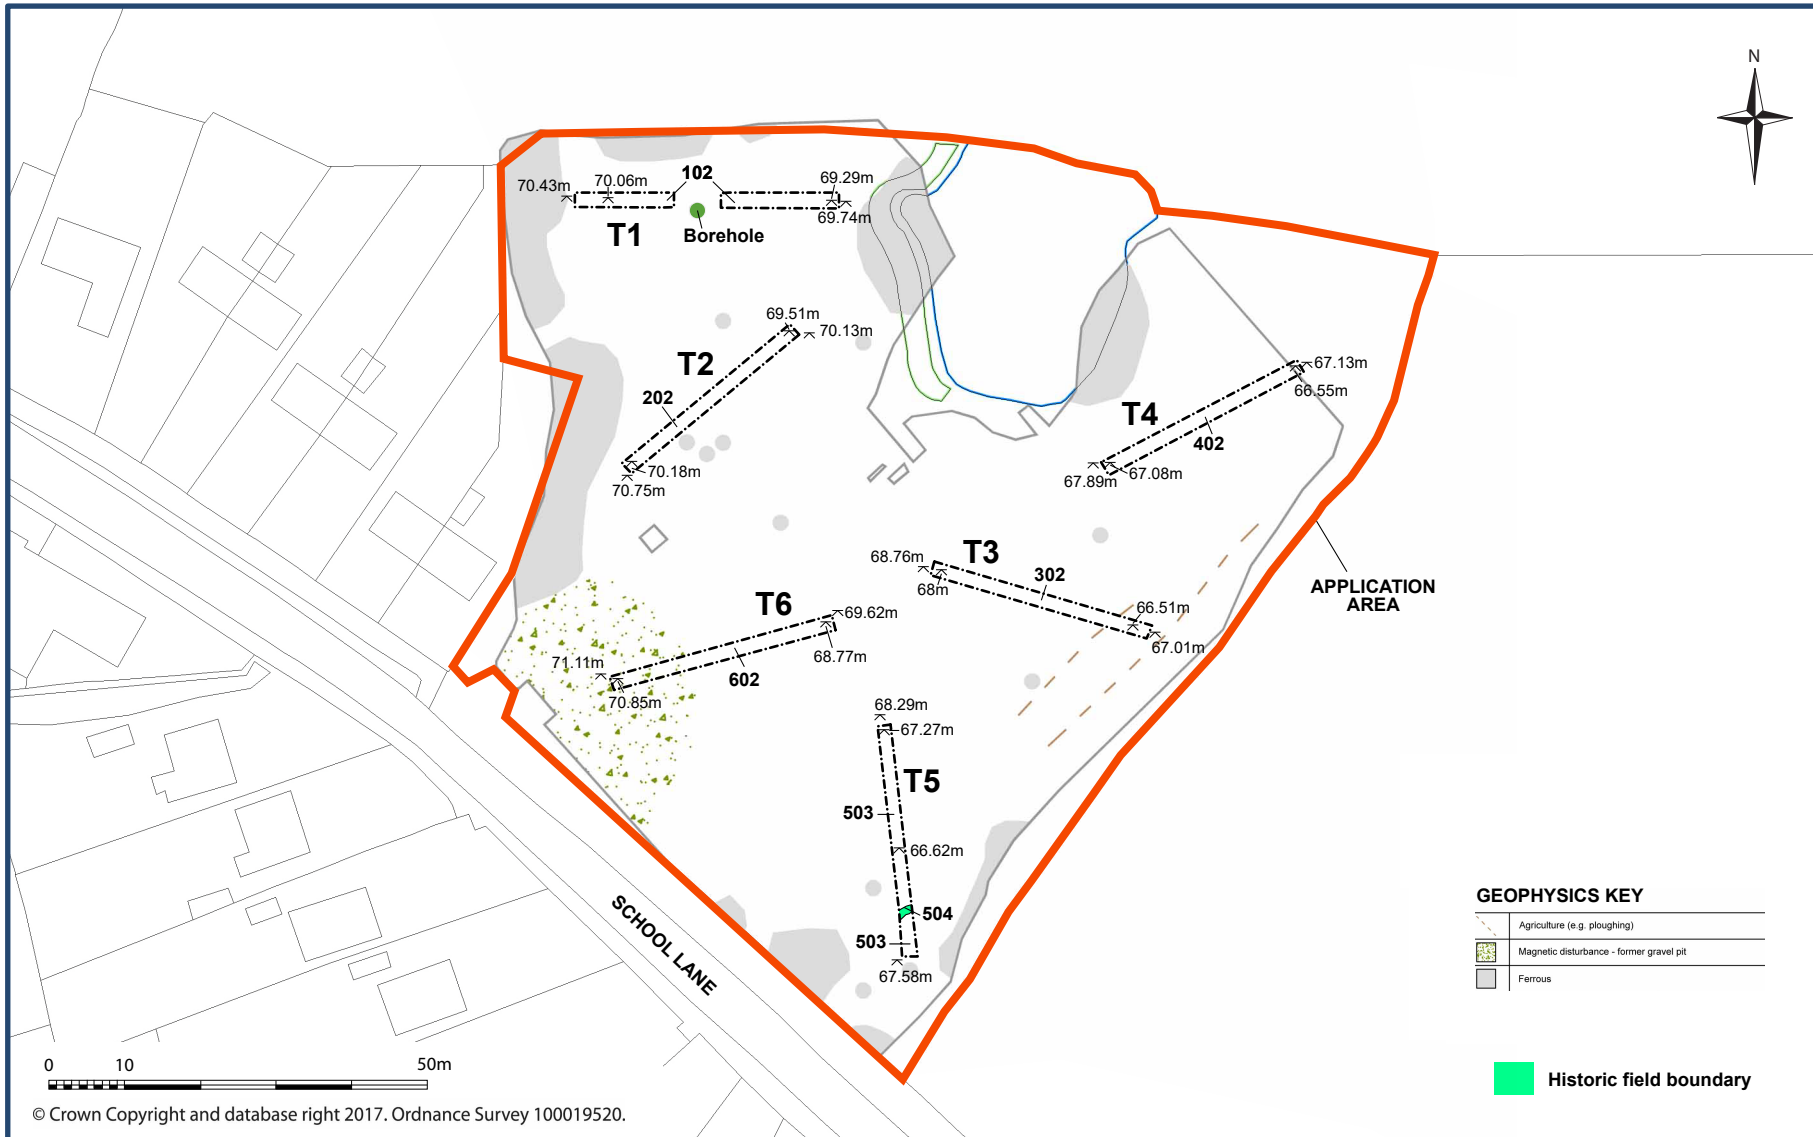 N
70.43m
70.06m
102
69.29m
69.74m
T1
Borehole
69.51m
70.13m
T2
202
70.18m
70.75m
67.13m
66.55m
T4
402
67.89m
67.08m
68.76m
T3
68m
302
66.51m
67.01m
APPLICATION
AREA
T6
69.62m
68.77m
71.11m
602
70.85m
68.29m
67.27m
T5
503
66.62m
504
503
67.58m
SCHOOL LANE
GEOPHYSICS KEY
Agriculture (e.g. ploughing)
Magnetic disturbance - former gravel pit
Ferrous
Historic field boundary
0 10 50m
© Crown Copyright and database right 2017. Ordnance Survey 100019520.